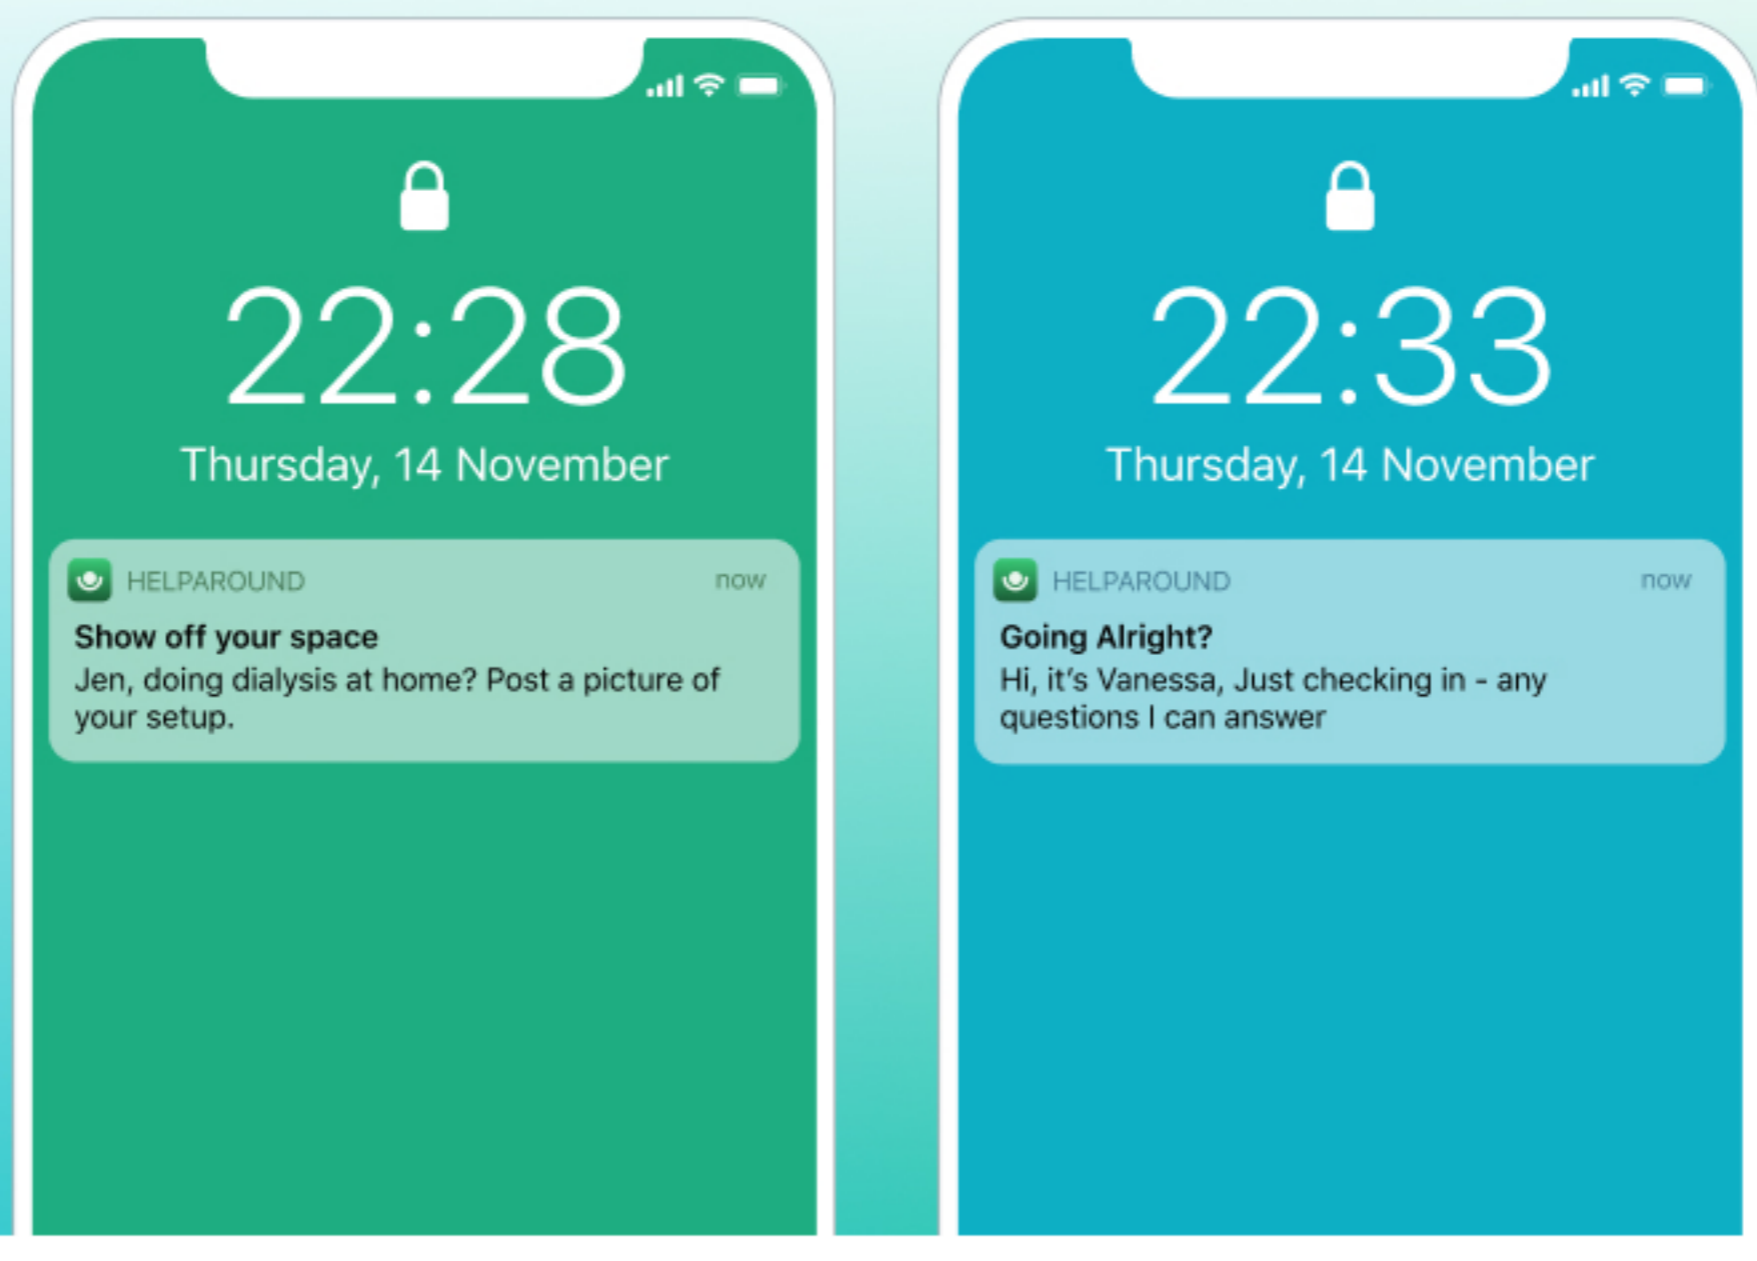 22:28
Thursday, 14 November
HELPAROUND now
Show off your space
Jen, doing dialysis at home? Post a picture of
your setup.
22:33
Thursday, 14 November
HELPAROUND now
Going Alright?
Hi, it’s Vanessa, Just checking in - any
questions I can answer